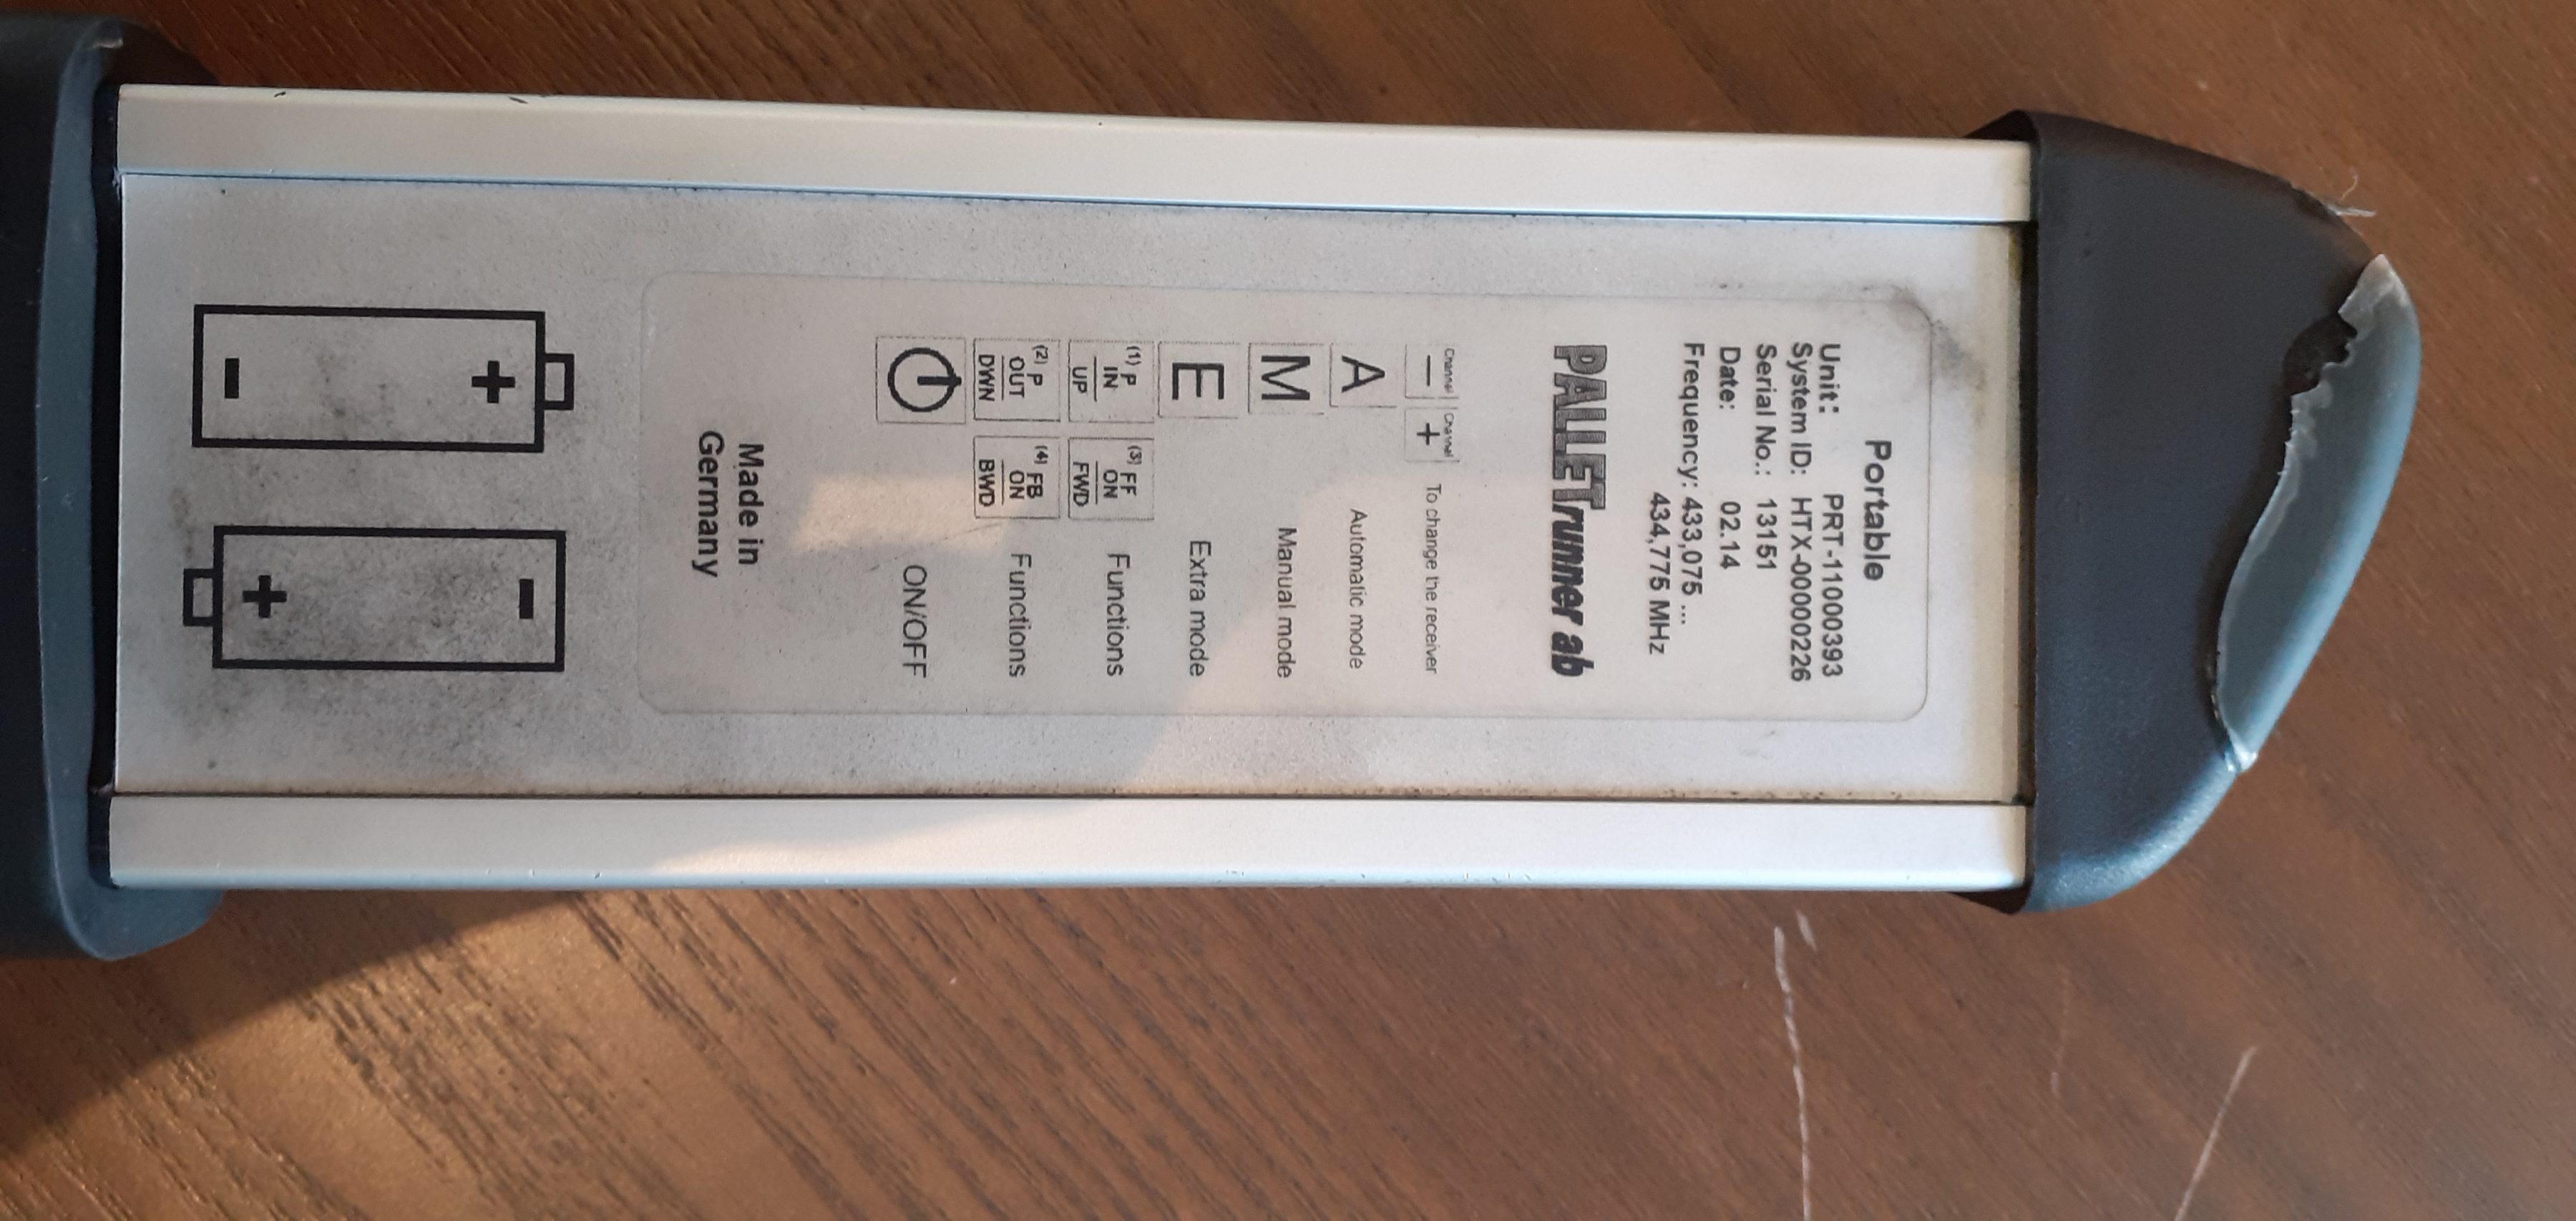 Portable
Unit: PRT-11000393
System ID: HTX-00000226
Serial No.: 13151
Date: 02.14
Frequency: 433,075 ...
434,775 MHz
PALLETrunner ab
Channel Channel
— + To change the receiver
A Automatic mode
M Manual mode
E Extra mode
(1) P (3) FF
IN ON Functions
UP FWD
(2) P (4) FB
OUT ON Functions
DWN BWD
ON/OFF
Made in
Germany
+ -
- +